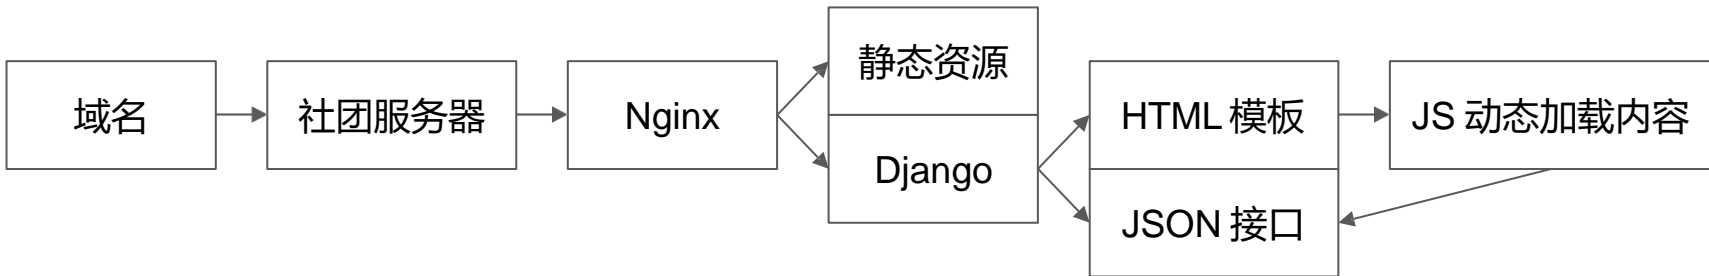 域名
社团服务器
Nginx
静态资源
Django
HTML 模板
JSON 接口
JS 动态加载内容